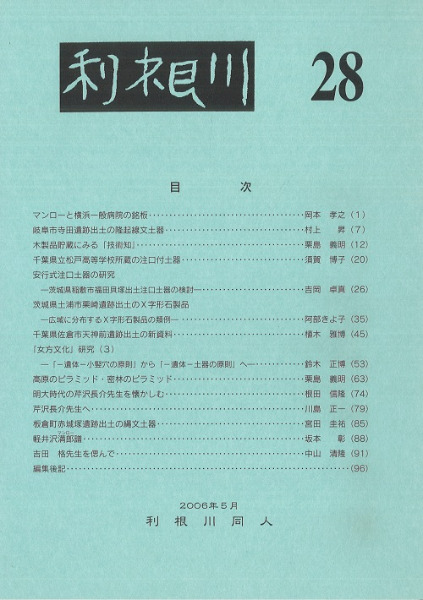 利根川 28
目 次
マンローと横浜一般病院の銘板……………………………岡本 孝之 (1)
岐阜市寺田遺跡出土の隆起線文土器………………………村上 昇 (7)
木製品貯蔵にみる「技術知」………………………………栗島 義明 (12)
千葉県立松戸高等学校所蔵の注口付土器…………………須賀 博子 (20)
安行式注口土器の研究
―茨城県稲敷市福田貝塚出土注口土器の検討―………吉岡 卓真 (26)
茨城県土浦市栗崎遺跡出土のX字形石製品
―広域に分布するX字形石製品の類例―………………阿部きよ子 (35)
千葉県佐倉市天神前遺跡出土の新資料……………………植木 雅博 (45)
「女方文化」研究 (3)
―「一遺体一小竪穴の原則」から「一遺体一土器の原則」へ―……鈴木 正博 (53)
高原のピラミッド・密林のピラミッド……………………栗島 義明 (63)
明大時代の芹沢長介先生を懐かしむ………………………根田 信隆 (74)
芹沢長介先生へ………………………………………………川島 正一 (79)
板倉町赤城塚遺跡出土の縄文土器…………………………宮田 圭祐 (85)
軽井沢満郎譜…………………………………………………坂本 彰 (88)
吉田 格先生を偲んで………………………………………中山 清隆 (91)
編集後記………………………………………………………(96)
2006年5月
利根川同人